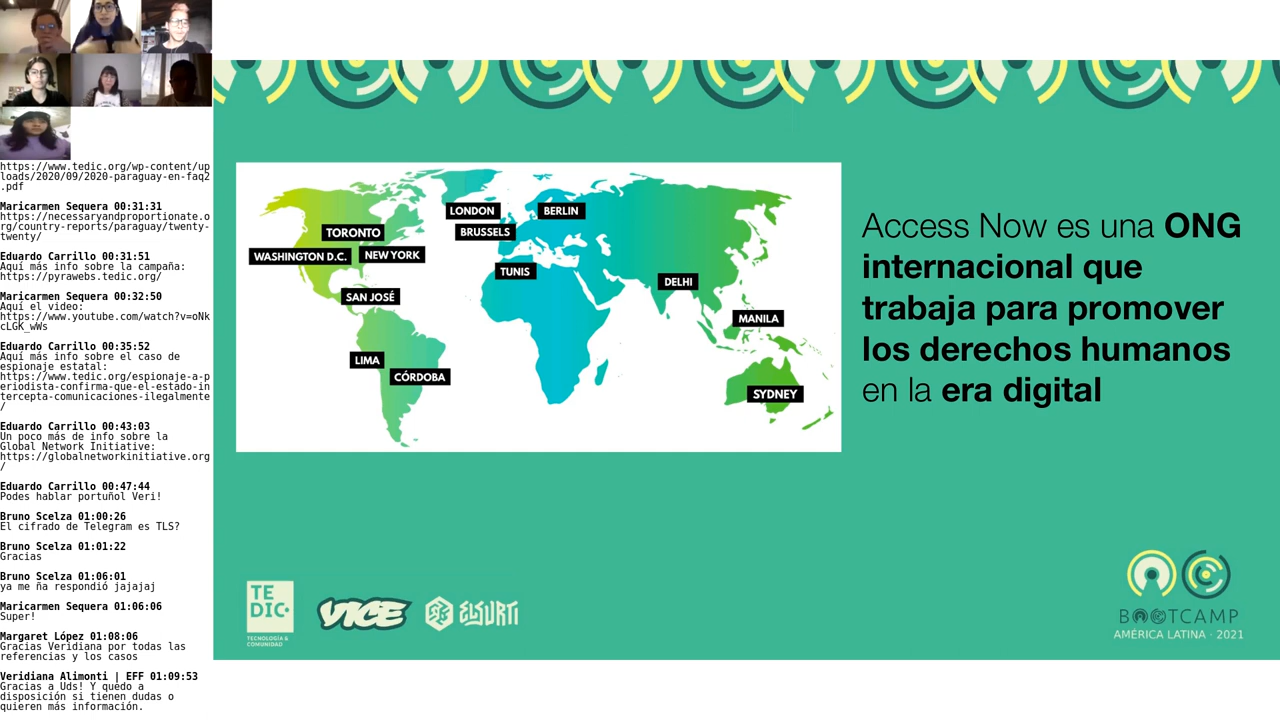 https://www.tedic.org/wp-content/up
loads/2020/09/2020-paraguay-en-faq2
.pdf
Maricarmen Sequera 00:31:31
https://necessaryandproportionate.o
rg/country-reports/paraguay/twenty-
twenty/
Eduardo Carrillo 00:31:51
Aquí más info sobre la campaña:
https://pyrawebs.tedic.org/
Maricarmen Sequera 00:32:50
Aquí el video:
https://www.youtube.com/watch?v=oNk
cLGK_wWs
Eduardo Carrillo 00:35:52
Aquí más info sobre el caso de
espionaje estatal:
https://www.tedic.org/espionaje-a-p
eriodista-confirma-que-el-estado-in
tercepta-comunicaciones-ilegalmente
/
Eduardo Carrillo 00:43:03
Un poco más de info sobre la
Global Network Initiative:
https://globalnetworkinitiative.org
/
Eduardo Carrillo 00:47:44
Podes hablar portuñol Veri!
Bruno Scelza 01:00:26
El cifrado de Telegram es TLS?
Bruno Scelza 01:01:22
Gracias
Bruno Scelza 01:06:01
ya me ña respondió jajajaj
Maricarmen Sequera 01:06:06
Super!
Margaret López 01:08:06
Gracias Veridiana por todas las
referencias y los casos
Veridiana Alimonti | EFF 01:09:53
Gracias a Uds! Y quedo a
disposición si tienen dudas o
quieren más información.
LONDON
BERLIN
TORONTO
BRUSSELS
WASHINGTON D.C.
NEW YORK
TUNIS
DELHI
SAN JOSÉ
MANILA
LIMA
CÓRDOBA
SYDNEY
Access Now es una ONG
internacional que
trabaja para promover
los derechos humanos
en la era digital
TE
DIC
TECNOLOGÍA &
COMUNIDAD
VICE
ELSURTI
BOOTCAMP
AMÉRICA LATINA · 2021